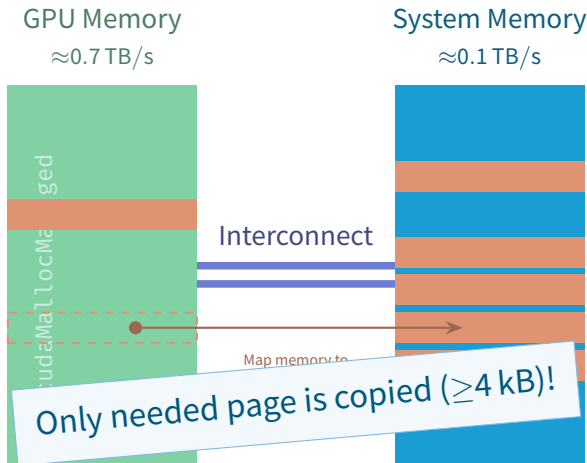 GPU Memory
≈0.7 TB/s
System Memory
≈0.1 TB/s
Interconnect
Map memory to
Only needed page is copied (≥4 kB)!